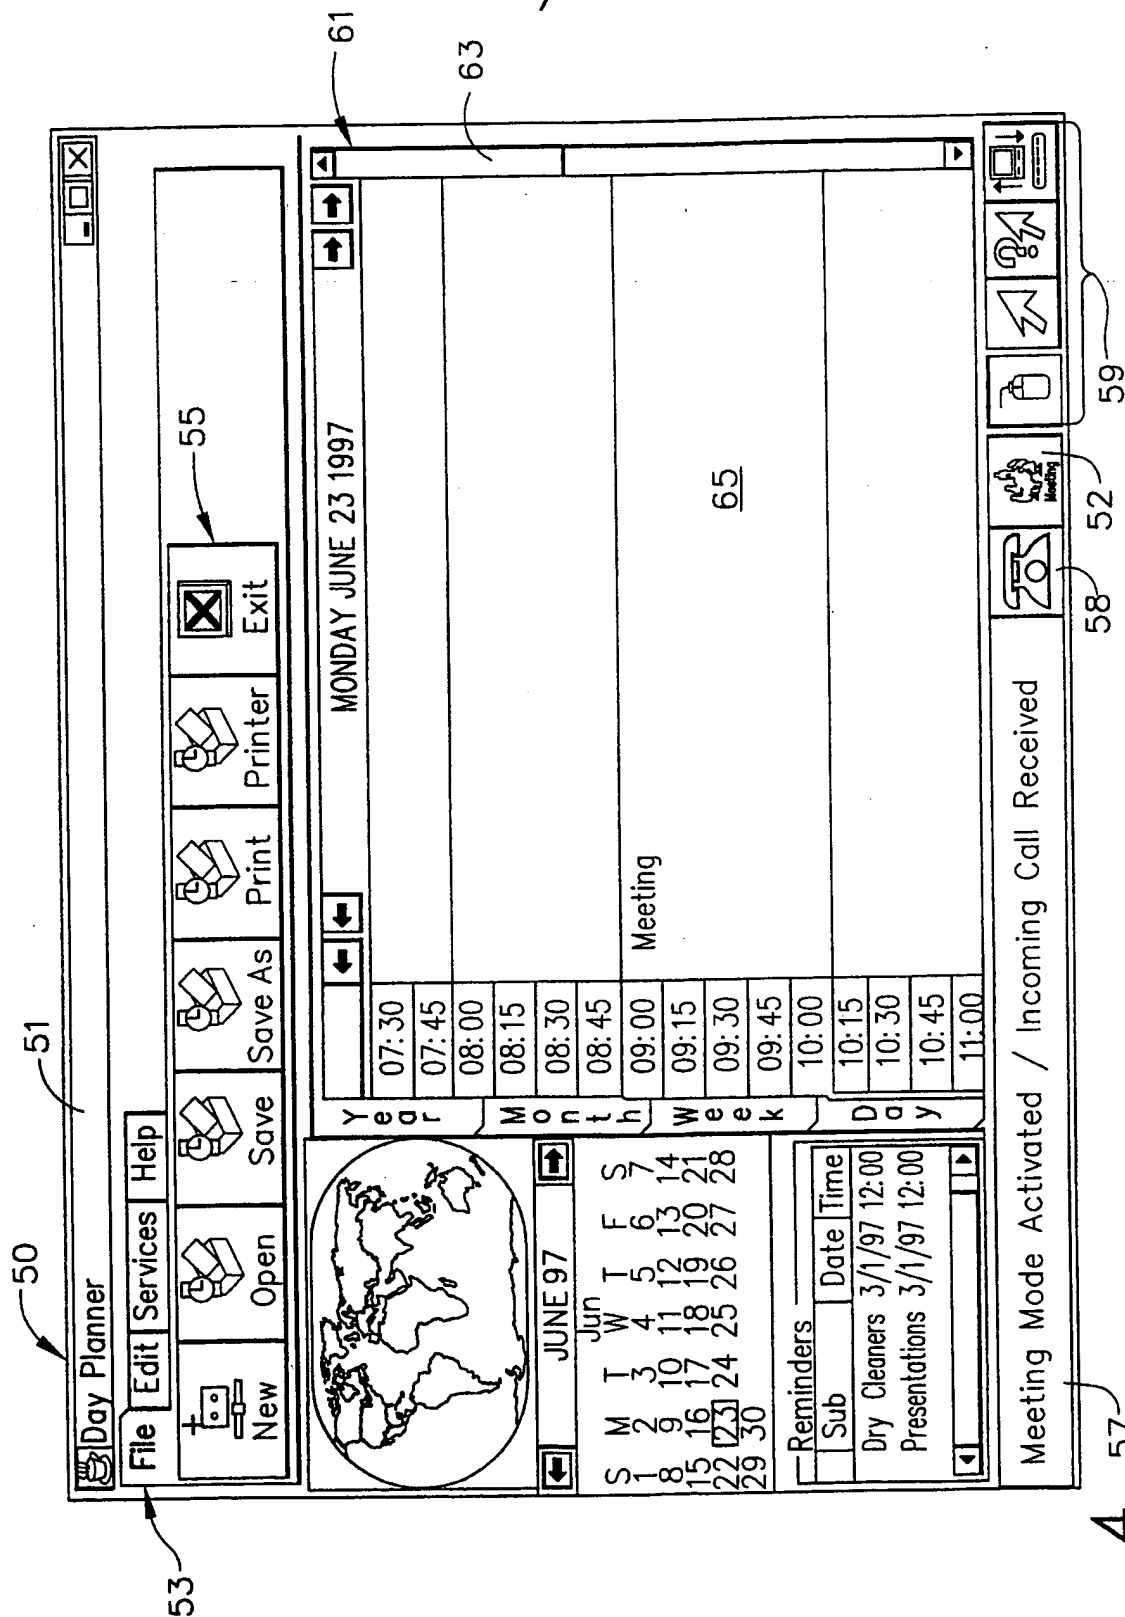 50
51
Day Planner
53
File Edit Services Help
55
New Open Save Save As Print Printer Exit
61
63
MONDAY JUNE 23 1997
Year
Month
Week
Day
07:30
07:45
08:00
08:15
08:30
08:45
09:00 Meeting
09:15
09:30
09:45
10:00
10:15
10:30
10:45
11:00
65
JUNE 97
Jun
S M T W T F S
1 2 3 4 5 6 7
8 9 10 11 12 13 14
15 16 17 18 19 20 21
22 23 24 25 26 27 28
29 30
Reminders
Sub Date Time
Dry Cleaners 3/1/97 12:00
Presentations 3/1/97 12:00
Meeting Mode Activated / Incoming Call Received
Meeting
57
58
52
59
4